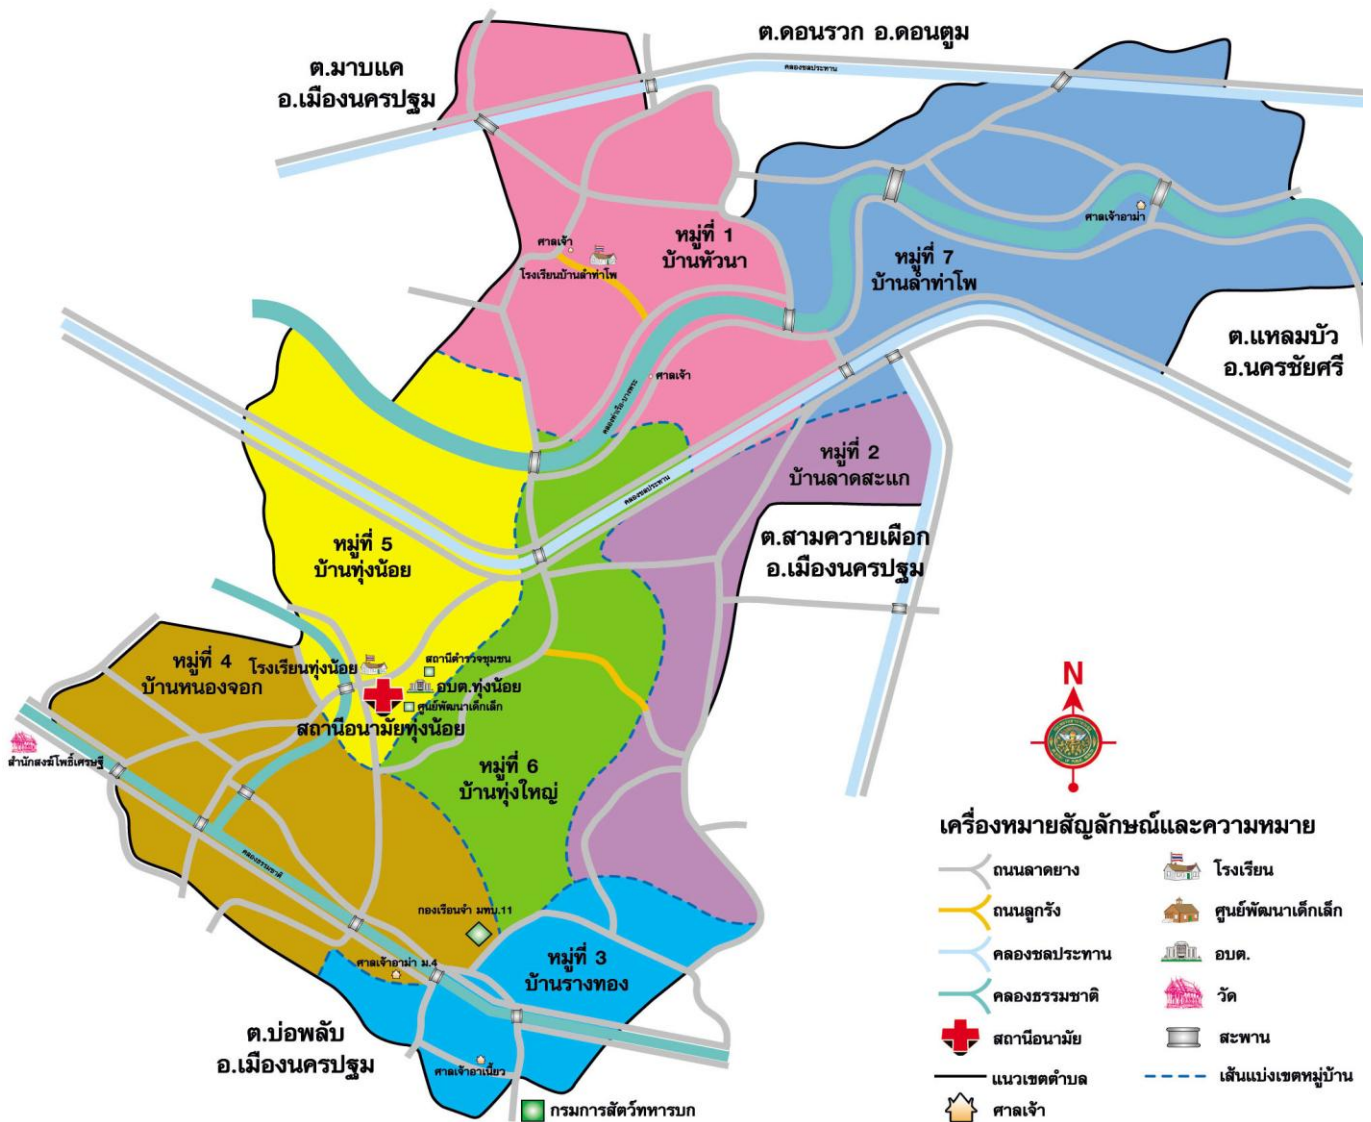 ต.ดอนรวก อ.ดอนตูม
ต.มาบแค
อ.เมืองนครปฐม
คลองชลประทาน
ศาลเจ้าอาม่า
หมู่ที่ 1
บ้านหัวนา
ศาลเจ้า
โรงเรียนบ้านลำท่าโพ
หมู่ที่ 7
บ้านลำท่าโพ
ต.แหลมบัว
อ.นครชัยศรี
ศาลเจ้า
คลองท่าเรือ-บางพระ
หมู่ที่ 2
บ้านลาดสะแก
คลองชลประทาน
ต.สามควายเผือก
อ.เมืองนครปฐม
หมู่ที่ 5
บ้านทุ่งน้อย
หมู่ที่ 4
บ้านหนองจอก
โรงเรียนทุ่งน้อย
สถานีตำรวจชุมชน
อบต.ทุ่งน้อย
ศูนย์พัฒนาเด็กเล็ก
สถานีอนามัยทุ่งน้อย
สำนักสงฆ์โพธิ์เศรษฐี
หมู่ที่ 6
บ้านทุ่งใหญ่
คลองธรรมชาติ
กองเรือนจำ มทบ.11
ศาลเจ้าอาม่า ม.4
หมู่ที่ 3
บ้านรางทอง
ต.บ่อพลับ
อ.เมืองนครปฐม
ศาลเจ้าอาเนี้ยว
กรมการสัตว์ทหารบก
N
เครื่องหมายสัญลักษณ์และความหมาย
ถนนลาดยาง
โรงเรียน
ถนนลูกรัง
ศูนย์พัฒนาเด็กเล็ก
คลองชลประทาน
อบต.
คลองธรรมชาติ
วัด
สถานีอนามัย
สะพาน
แนวเขตตำบล
เส้นแบ่งเขตหมู่บ้าน
ศาลเจ้า